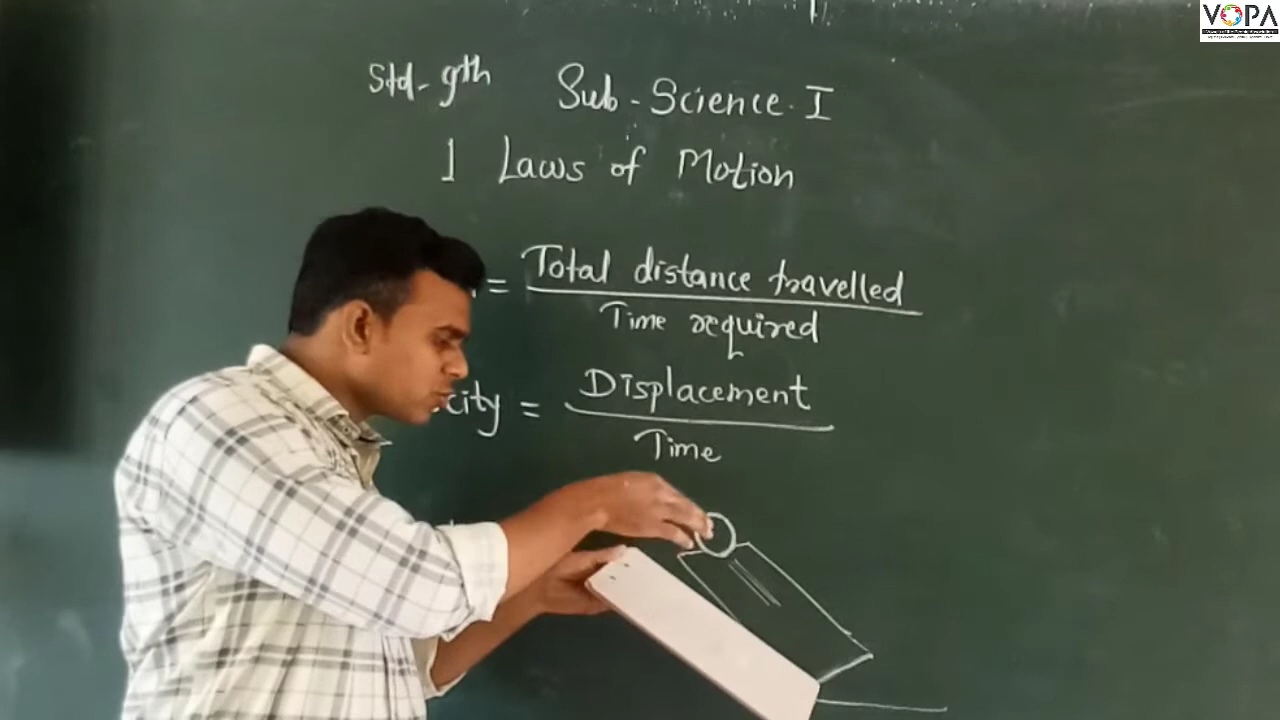 VOPA
Std- 9th Sub - Science. I
1 Laws of Motion
= Total distance travelled
Time required
city = Displacement
Time